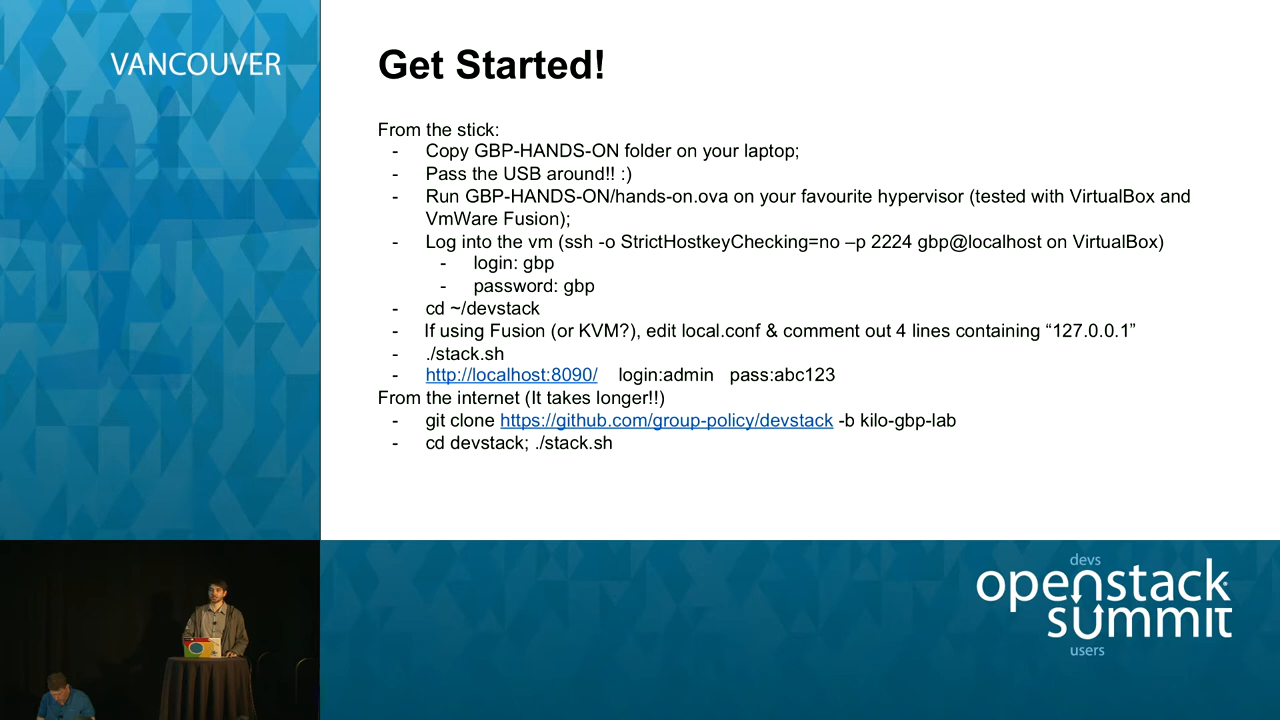 VANCOUVER
Get Started!
From the stick:
- Copy GBP-HANDS-ON folder on your laptop;
- Pass the USB around!! :)
- Run GBP-HANDS-ON/hands-on.ova on your favourite hypervisor (tested with VirtualBox and
VmWare Fusion);
- Log into the vm (ssh -o StrictHostkeyChecking=no –p 2224 gbp@localhost on VirtualBox)
- login: gbp
- password: gbp
- cd ~/devstack
- If using Fusion (or KVM?), edit local.conf & comment out 4 lines containing “127.0.0.1”
- ./stack.sh
- http://localhost:8090/ login:admin pass:abc123
From the internet (It takes longer!!)
- git clone https://github.com/group-policy/devstack -b kilo-gbp-lab
- cd devstack; ./stack.sh
devs
openstack
summit
users